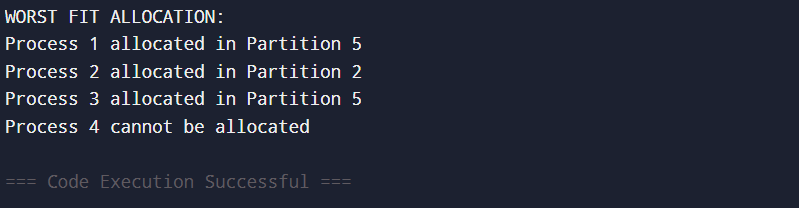 WORST FIT ALLOCATION:
Process 1 allocated in Partition 5
Process 2 allocated in Partition 2
Process 3 allocated in Partition 5
Process 4 cannot be allocated
=== Code Execution Successful ===